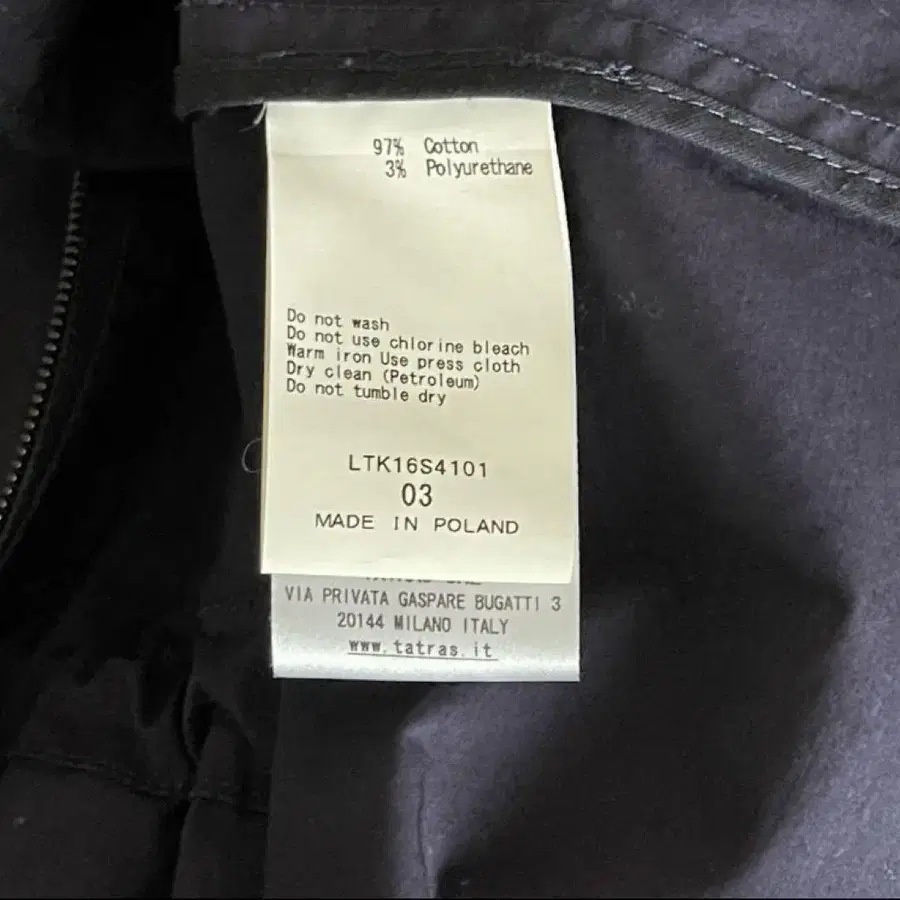 97% Cotton
3% Polyurethane
Do not wash
Do not use chlorine bleach
Warm iron Use press cloth
Dry clean (Petroleum)
Do not tumble dry
LTK16S4101
03
MADE IN POLAND
VIA PRIVATA GASPARE BUGATTI 3
20144 MILANO ITALY
www.tatras.it